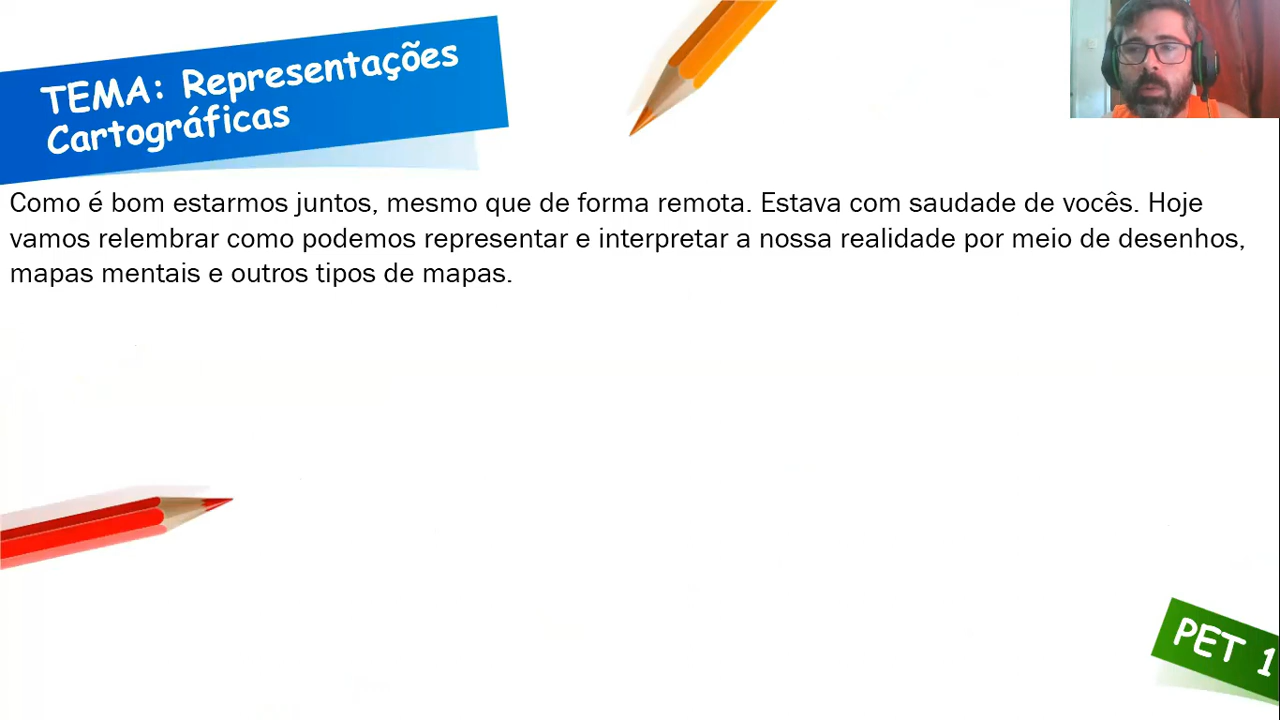 TEMA: Representações
Cartográficas
Como é bom estarmos juntos, mesmo que de forma remota. Estava com saudade de vocês. Hoje
vamos relembrar como podemos representar e interpretar a nossa realidade por meio de desenhos,
mapas mentais e outros tipos de mapas.
PET 1